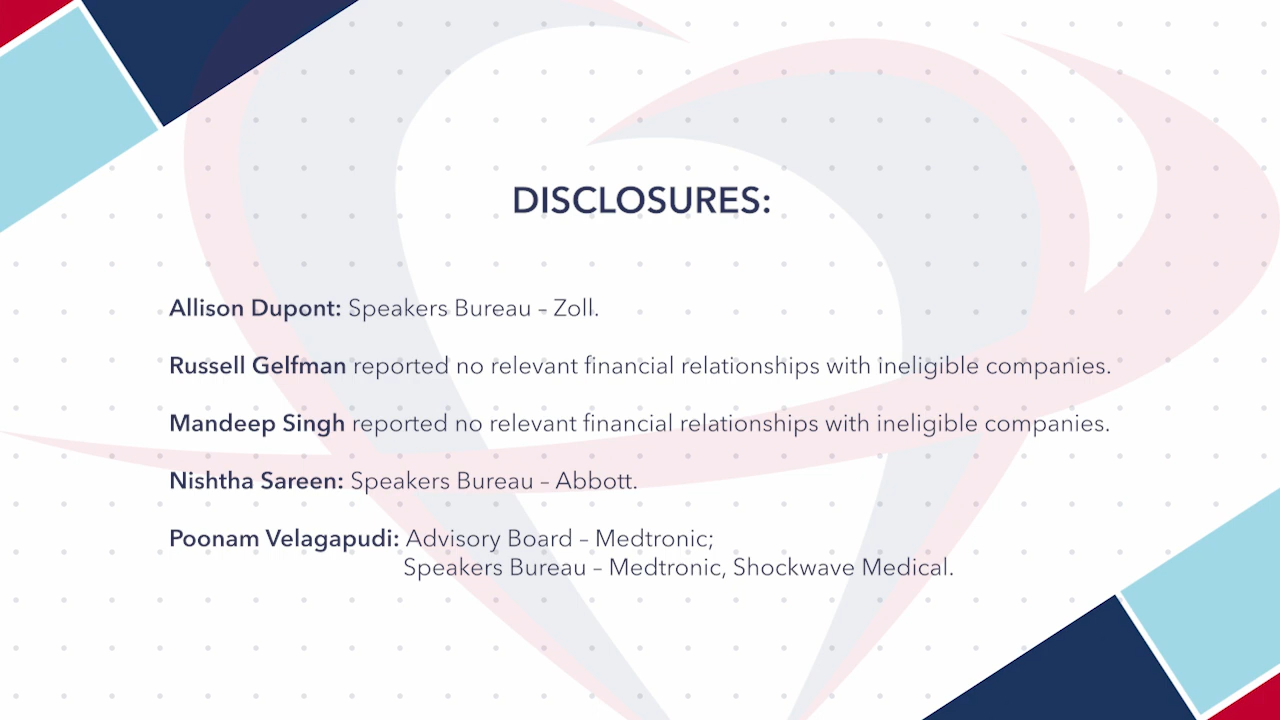 DISCLOSURES:
Allison Dupont: Speakers Bureau – Zoll.
Russell Gelfman reported no relevant financial relationships with ineligible companies.
Mandeep Singh reported no relevant financial relationships with ineligible companies.
Nishtha Sareen: Speakers Bureau – Abbott.
Poonam Velagapudi: Advisory Board – Medtronic;
Speakers Bureau – Medtronic, Shockwave Medical.